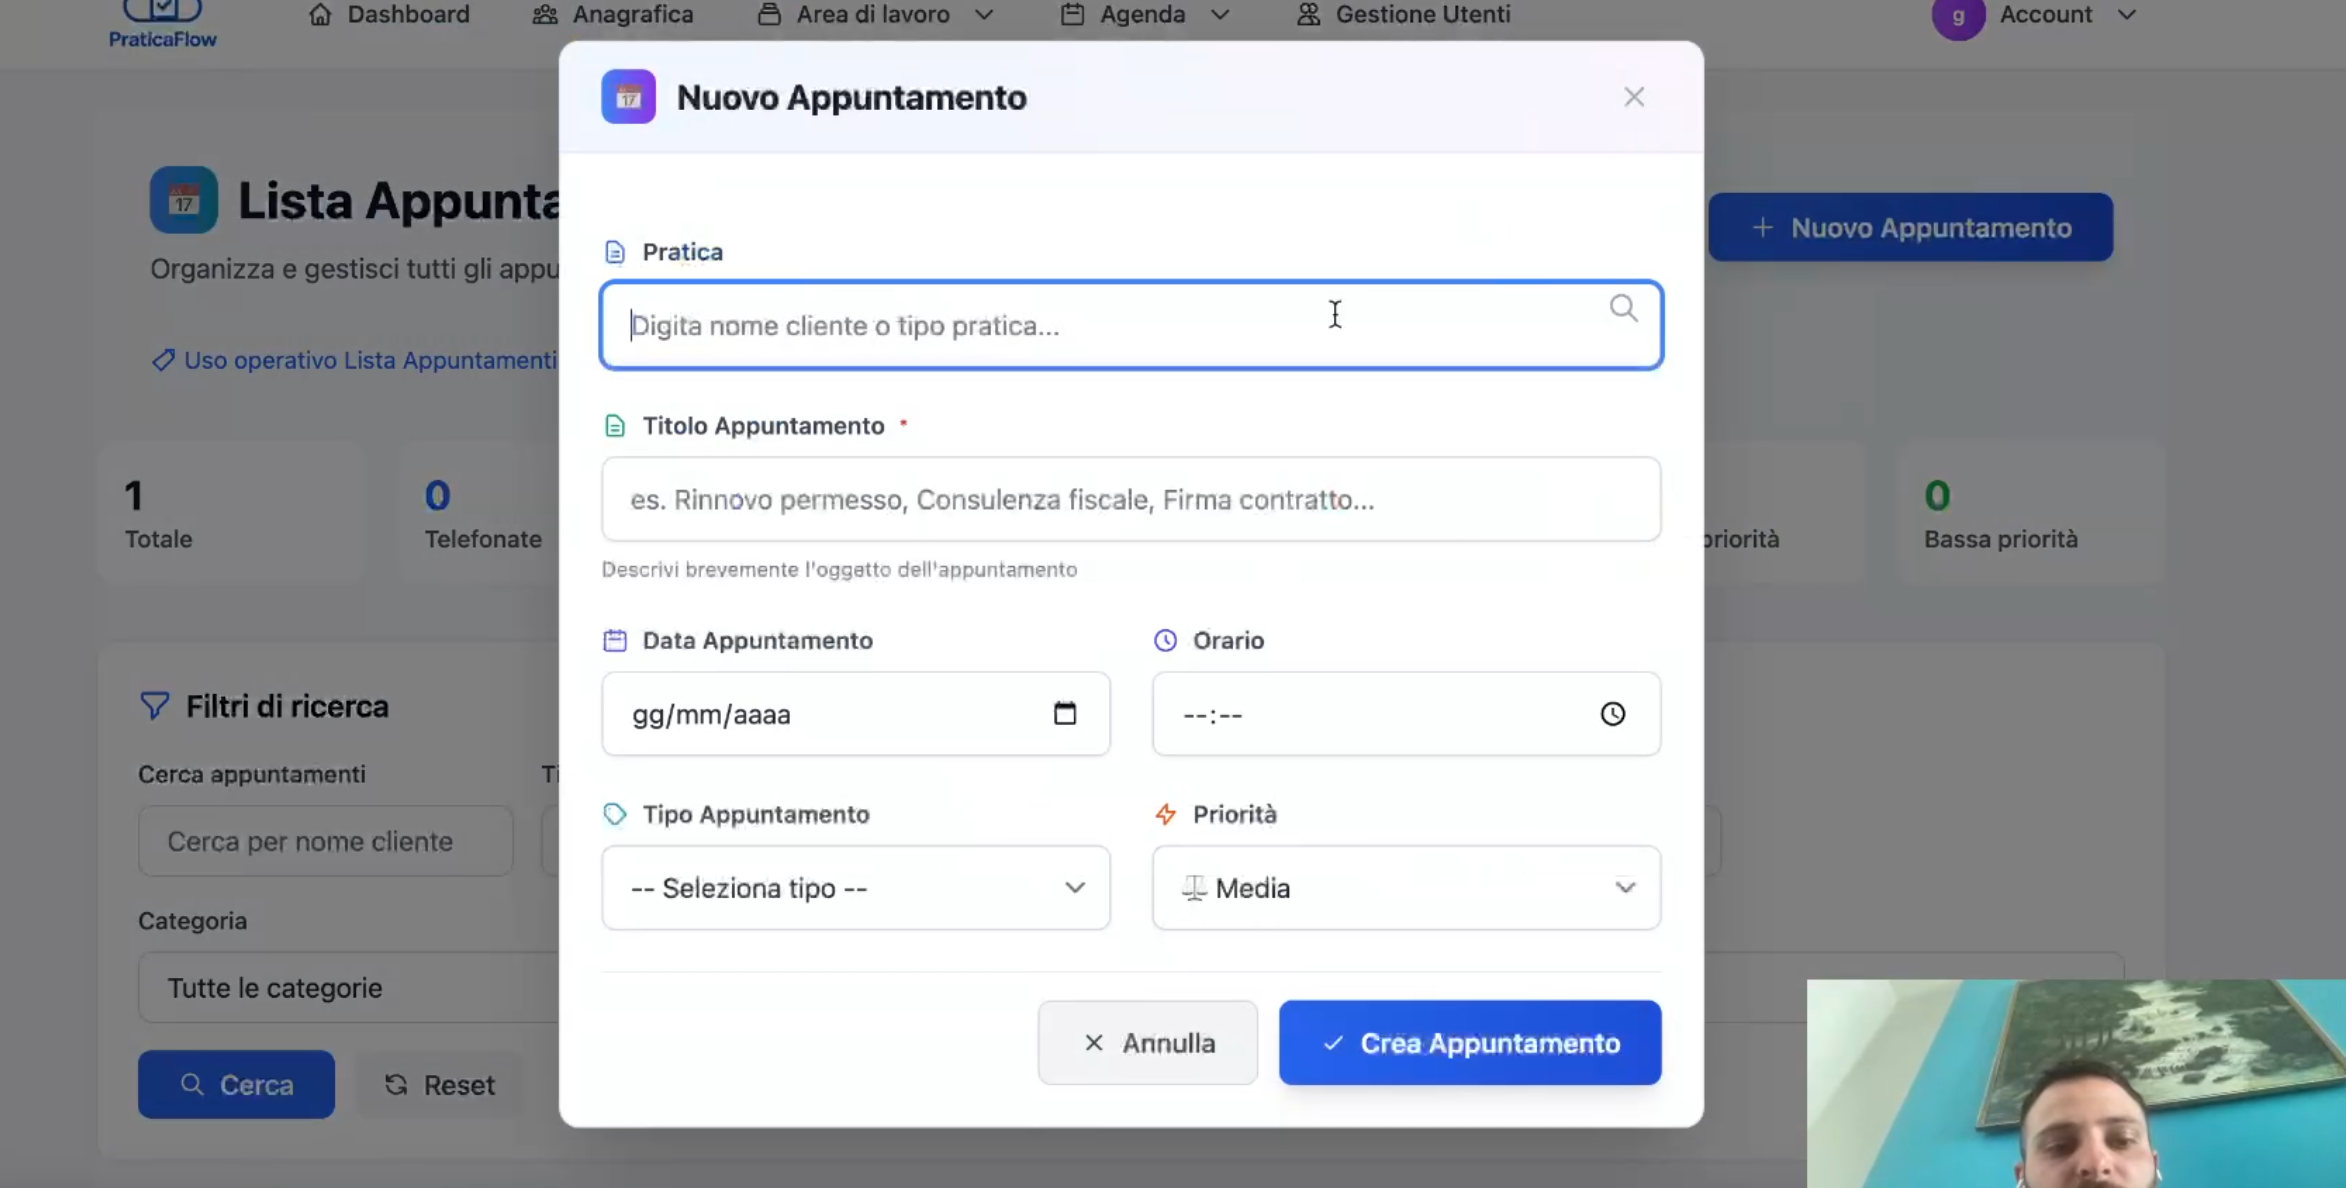 PraticaFlow
Dashboard
Anagrafica
Area di lavoro
Agenda
Gestione Utenti
g
Account
17
Nuovo Appuntamento
17
Lista Appunta
Organizza e gestisci tutti gli appu
+ Nuovo Appuntamento
Uso operativo Lista Appuntamenti
Pratica
Digita nome cliente o tipo pratica...
Titolo Appuntamento *
es. Rinnovo permesso, Consulenza fiscale, Firma contratto...
Descrivi brevemente l'oggetto dell'appuntamento
1
Totale
0
Telefonate
priorità
0
Bassa priorità
Data Appuntamento
gg/mm/aaaa
Orario
--:--
Tipo Appuntamento
-- Seleziona tipo --
Priorità
Media
Annulla
Crea Appuntamento
Filtri di ricerca
Cerca appuntamenti
Ti
Cerca per nome cliente
Categoria
Tutte le categorie
Cerca
Reset